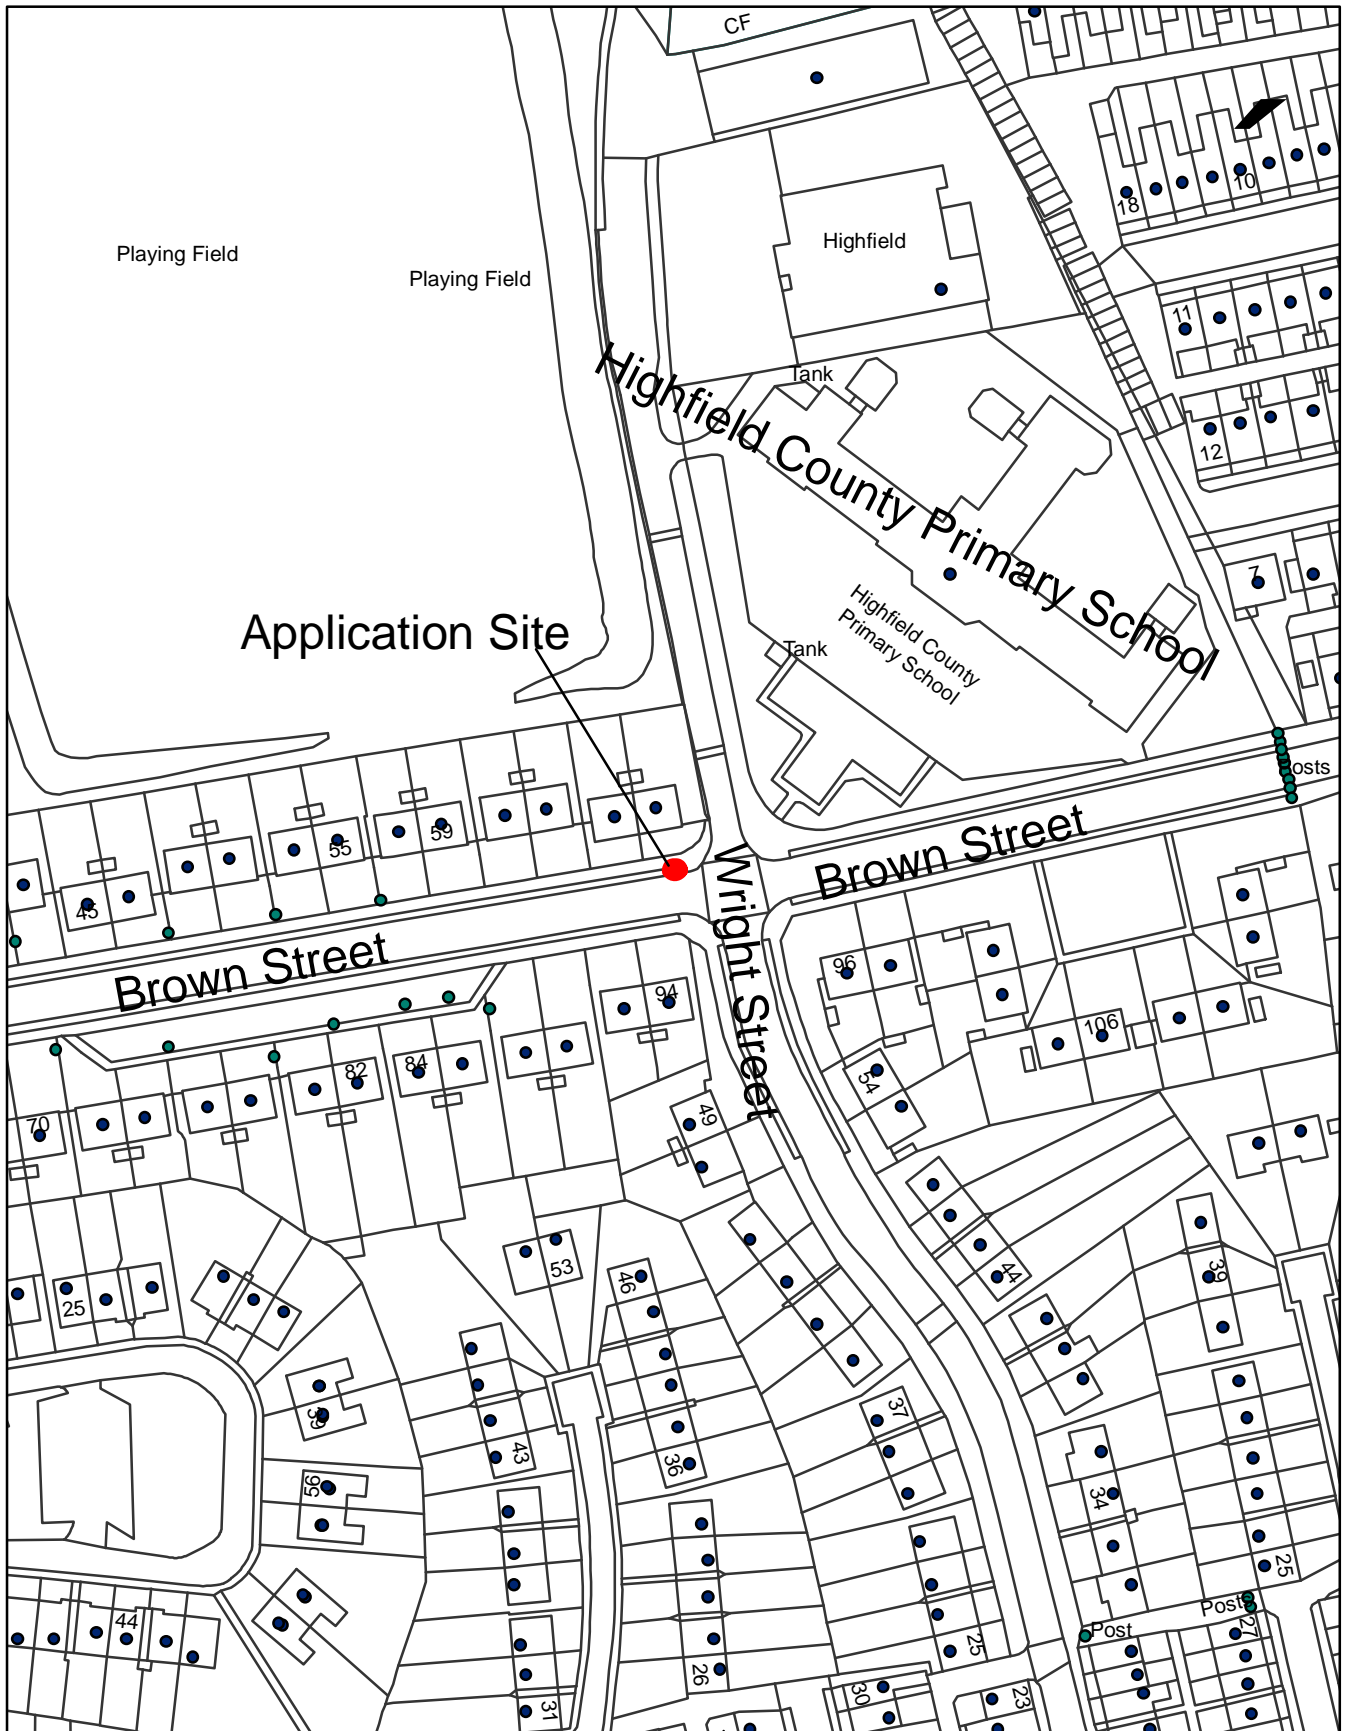 CF
10
18
Playing Field
Highfield
Playing Field
11
Tank
Highfield County Primary School
12
7
Highfield County
Primary School
Application Site
Tank
Posts
59
55
45
Brown Street
Wright Street
Brown Street
96
94
106
84
82
54
49
70
53
46
44
39
25
39
37
43
36
56
34
25
Posts
27
Post
44
25
26
30
23
31